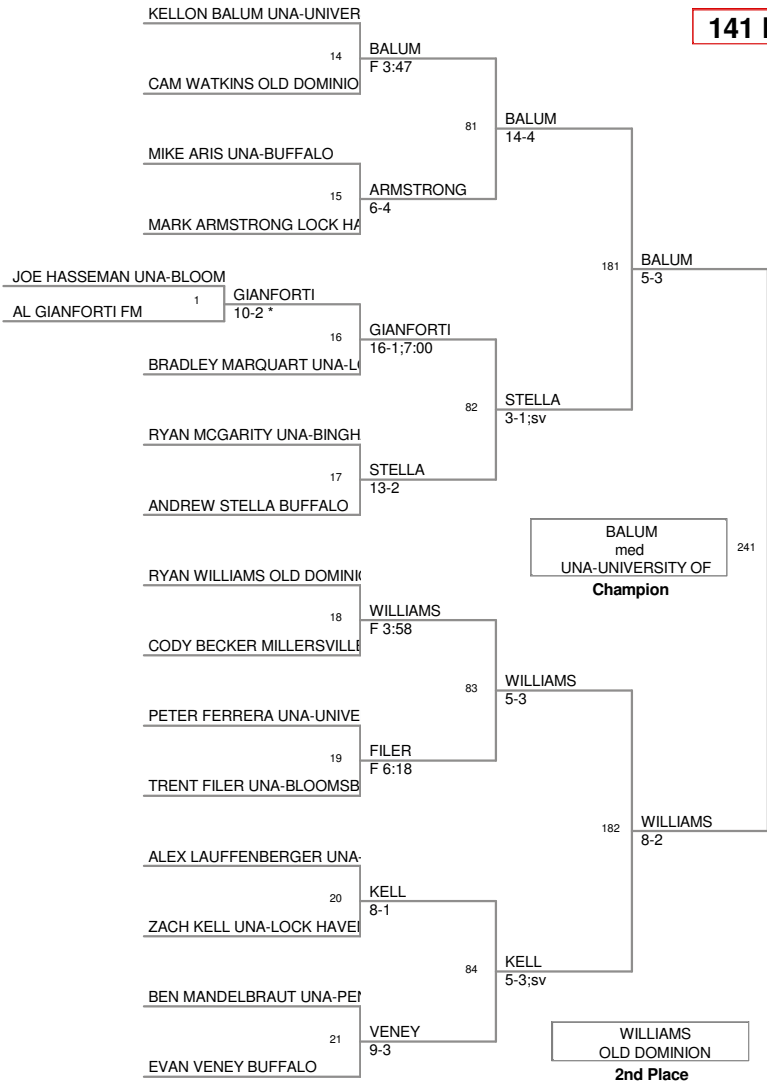 KELLON BALUM UNA-UNIVER
141
14
BALUM
F 3:47
CAM WATKINS OLD DOMINIO
81
BALUM
14-4
MIKE ARIS UNA-BUFFALO
15
ARMSTRONG
6-4
MARK ARMSTRONG LOCK HA
181
BALUM
5-3
JOE HASSEMAN UNA-BLOOM
1
GIANFORTI
10-2 *
AL GIANFORTI FM
16
GIANFORTI
16-1;7:00
BRADLEY MARQUART UNA-LO
82
STELLA
3-1;sv
RYAN MCGARITY UNA-BINGH
17
STELLA
13-2
ANDREW STELLA BUFFALO
BALUM
med
241
UNA-UNIVERSITY OF
Champion
RYAN WILLIAMS OLD DOMINIO
18
WILLIAMS
F 3:58
CODY BECKER MILLERSVILLE
83
WILLIAMS
5-3
PETER FERRERA UNA-UNIVE
19
FILER
F 6:18
TRENT FILER UNA-BLOOMSB
182
WILLIAMS
8-2
ALEX LAUFFENBERGER UNA-
20
KELL
8-1
ZACH KELL UNA-LOCK HAVE
84
KELL
5-3;sv
BEN MANDELBRAUT UNA-PEN
21
VENEY
9-3
EVAN VENEY BUFFALO
WILLIAMS
OLD DOMINION
2nd Place